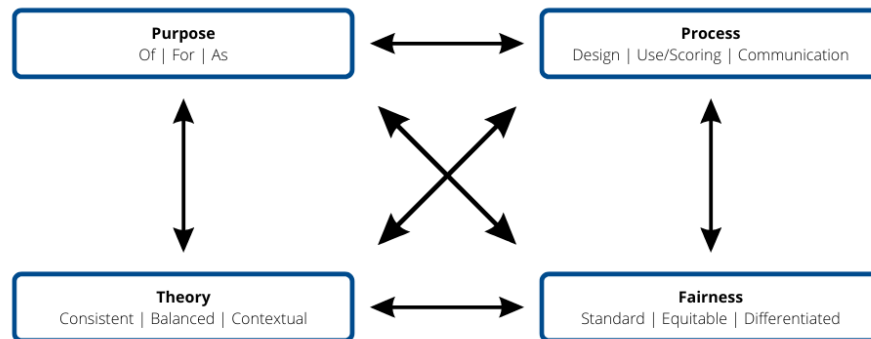 Purpose
Of | For | As
Process
Design | Use/Scoring | Communication
Theory
Consistent | Balanced | Contextual
Fairness
Standard | Equitable | Differentiated